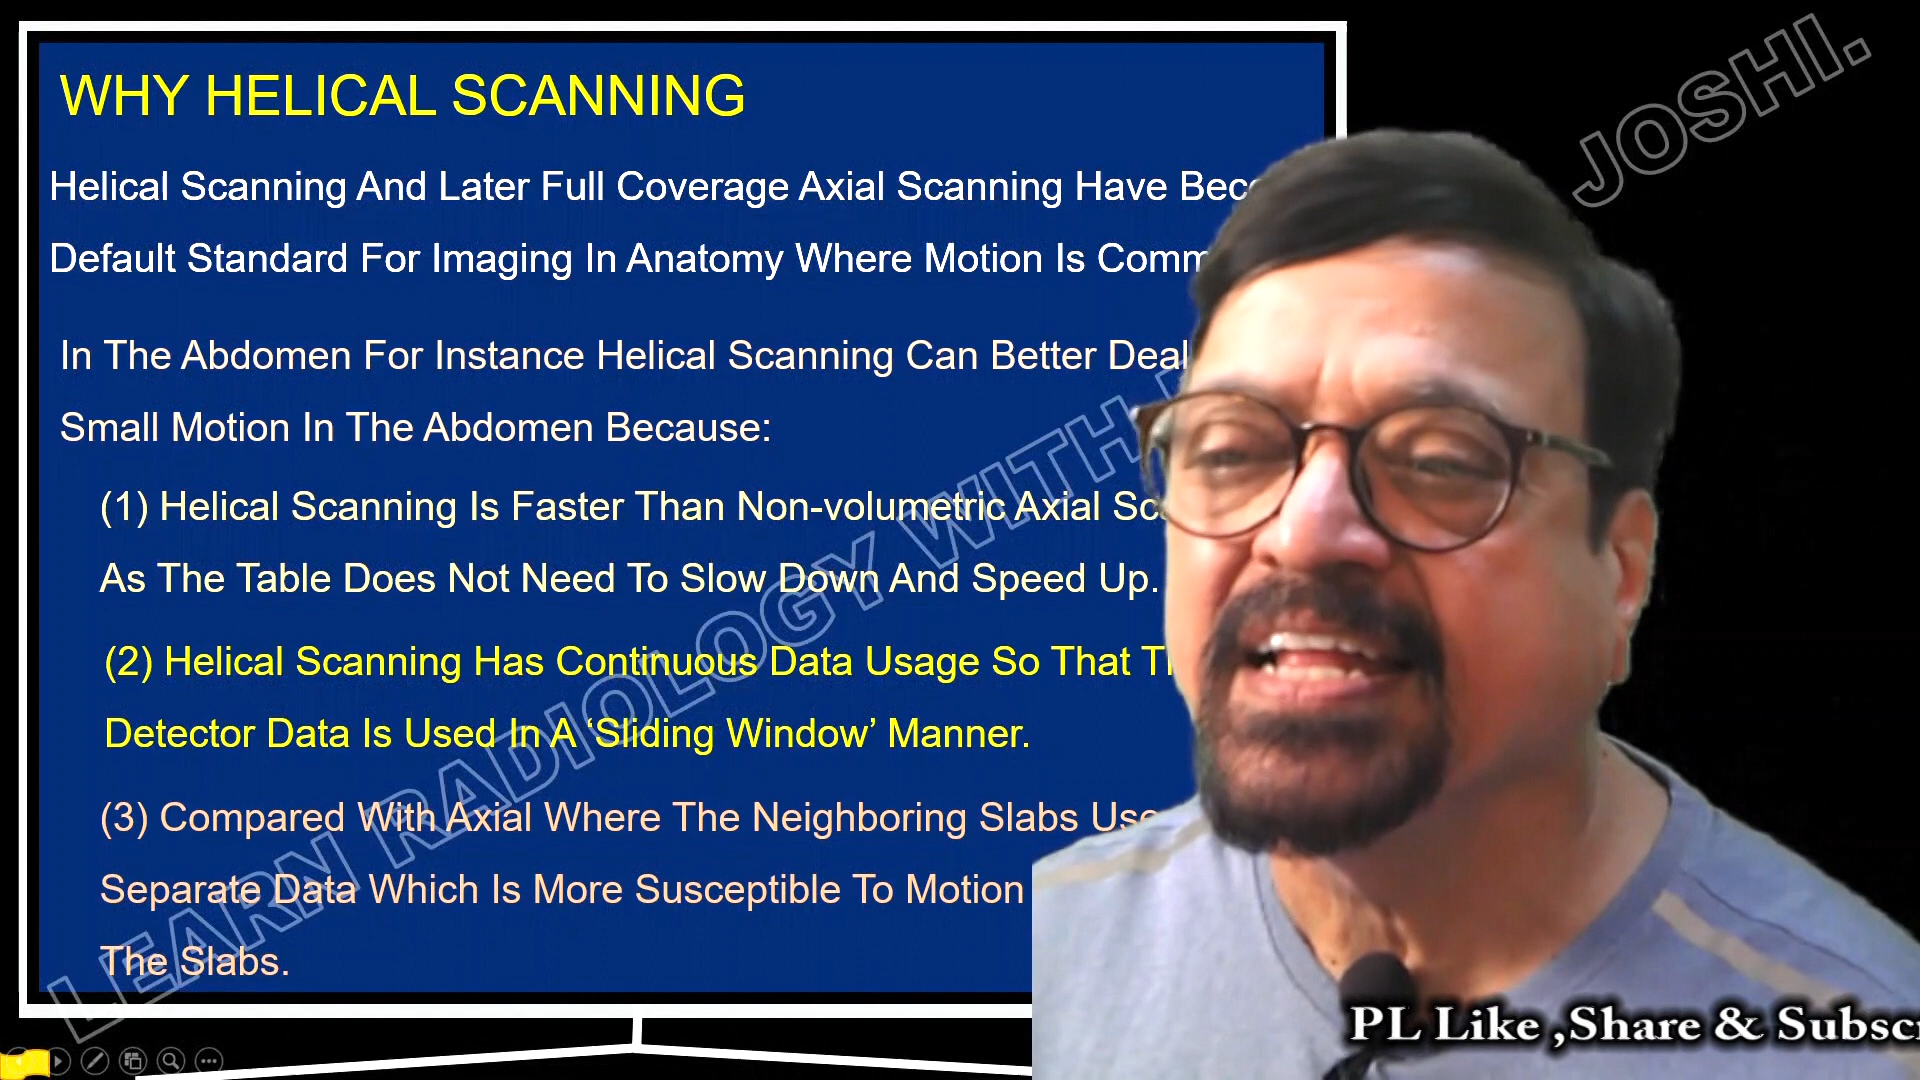 WHY HELICAL SCANNING
Helical Scanning And Later Full Coverage Axial Scanning Have
Default Standard For Imaging In Anatomy Where Motion Is
In The Abdomen For Instance Helical Scanning Can Better Deal
Small Motion In The Abdomen Because:
(1) Helical Scanning Is Faster Than Non-volumetric Axial
As The Table Does Not Need To Slow Down And Speed Up.
(2) Helical Scanning Has Continuous Data Usage So That
Detector Data Is Used In A ‘Sliding Window’ Manner.
(3) Compared With Axial Where The Neighboring Slabs
Separate Data Which Is More Susceptible To Motion
The Slabs.
LEARN RADIOLOGY WITH JOSHI.
PL Like ,Share &